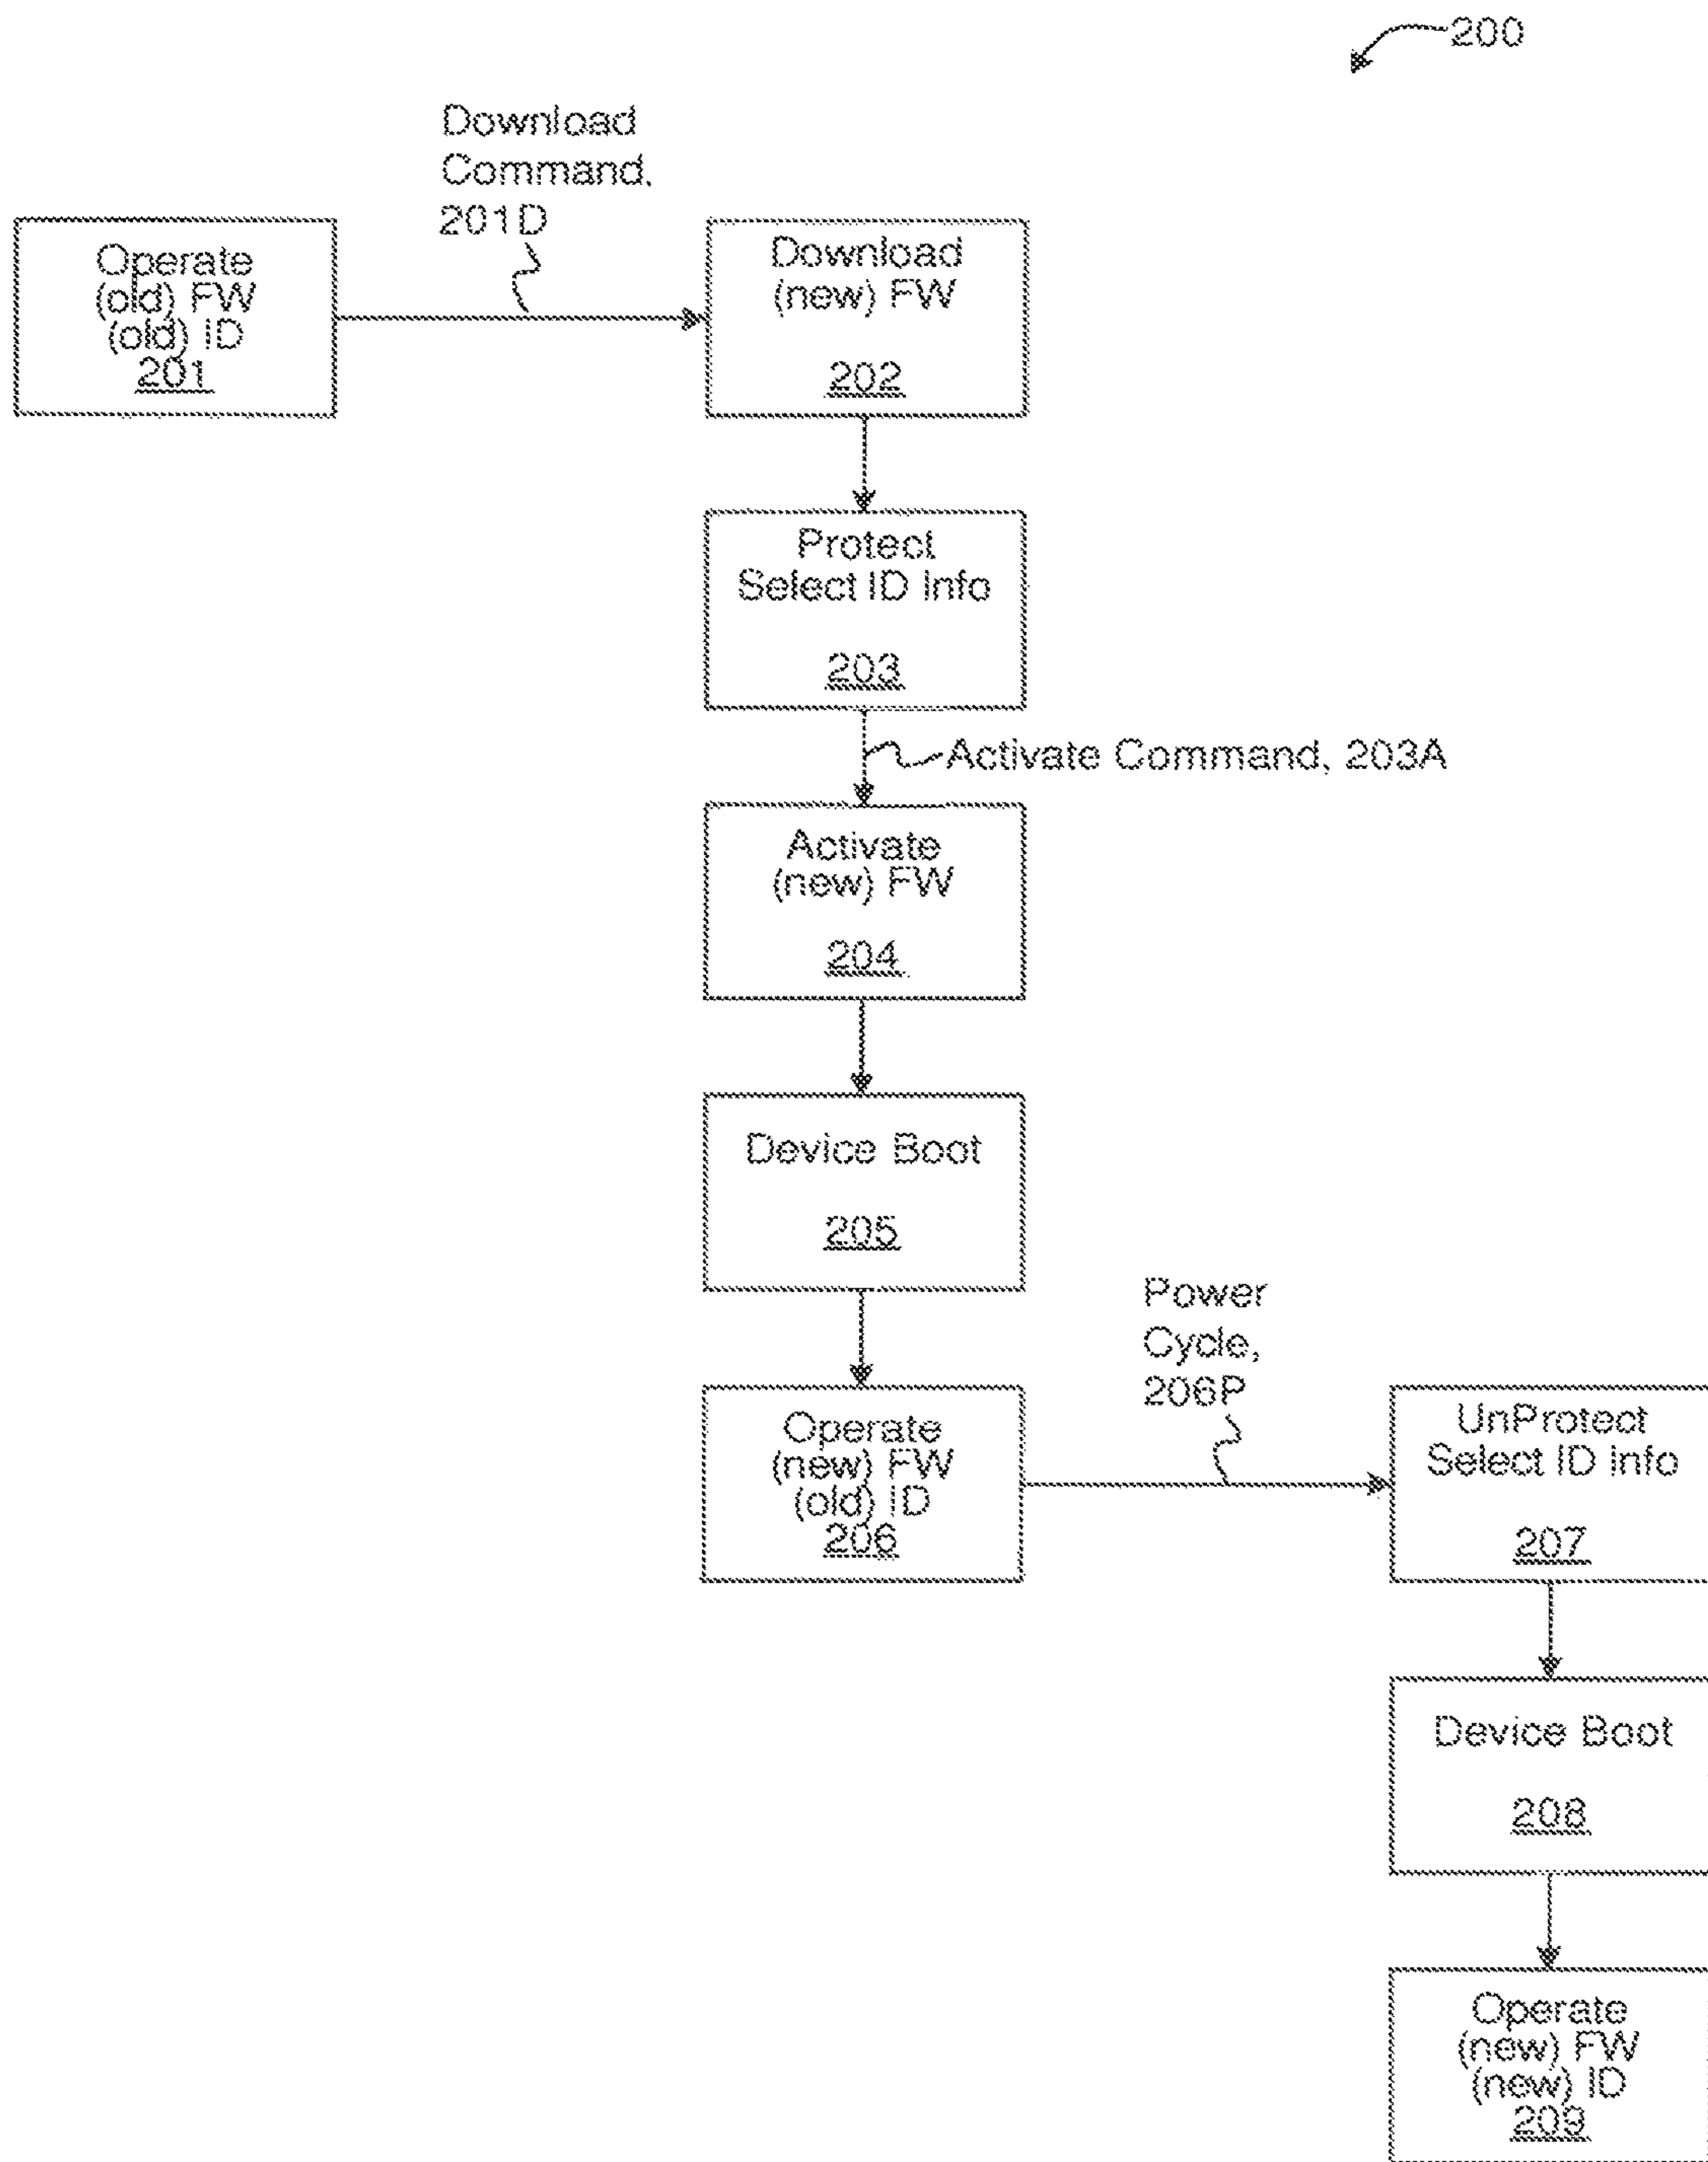 200
Download
Command,
201D
Operate
(old) FW
(old) ID
201
Download
(new) FW
202
Protect
Select ID Info
203
Activate Command, 203A
Activate
(new) FW
204
Device Boot
205
Power
Cycle,
206P
Operate
(new) FW
(old) ID
206
UnProtect
Select ID Info
207
Device Boot
208
Operate
(new) FW
(new) ID
209